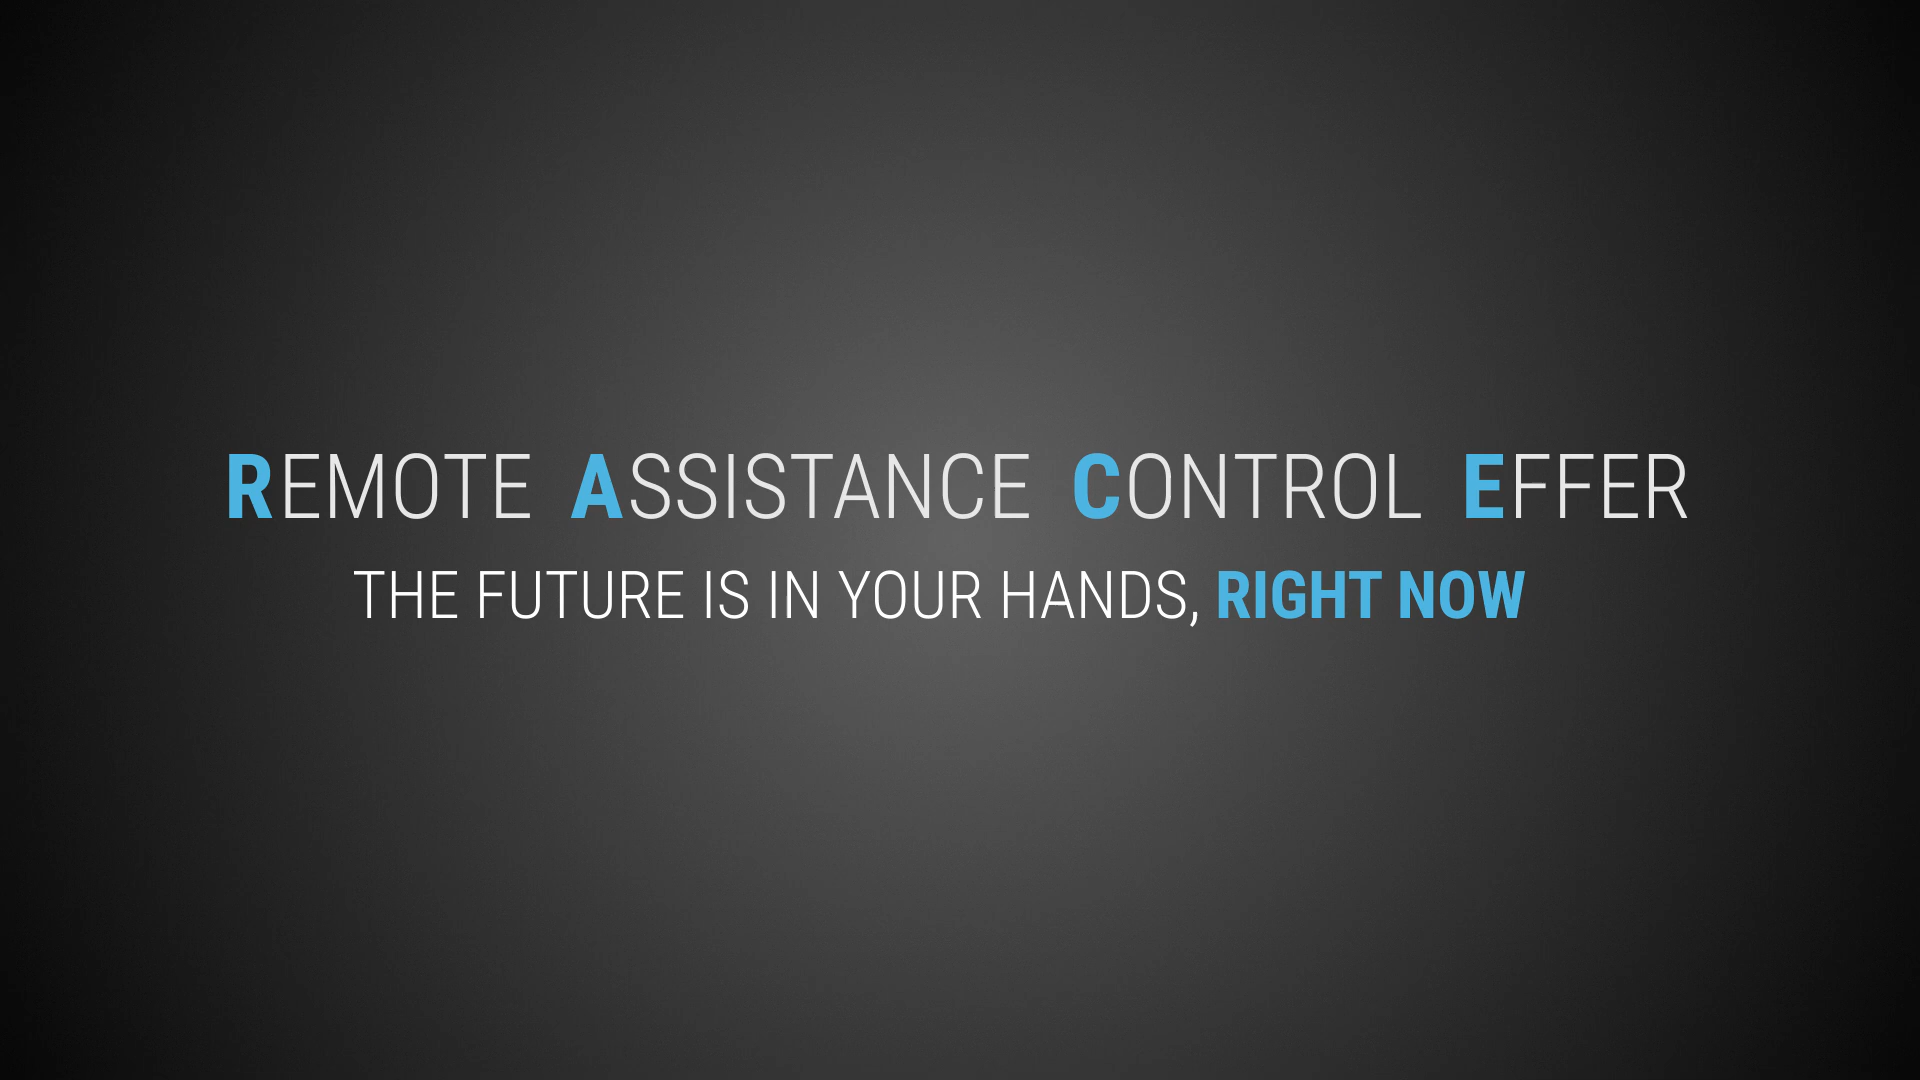 REMOTE ASSISTANCE CONTROL EFFER
THE FUTURE IS IN YOUR HANDS, RIGHT NOW